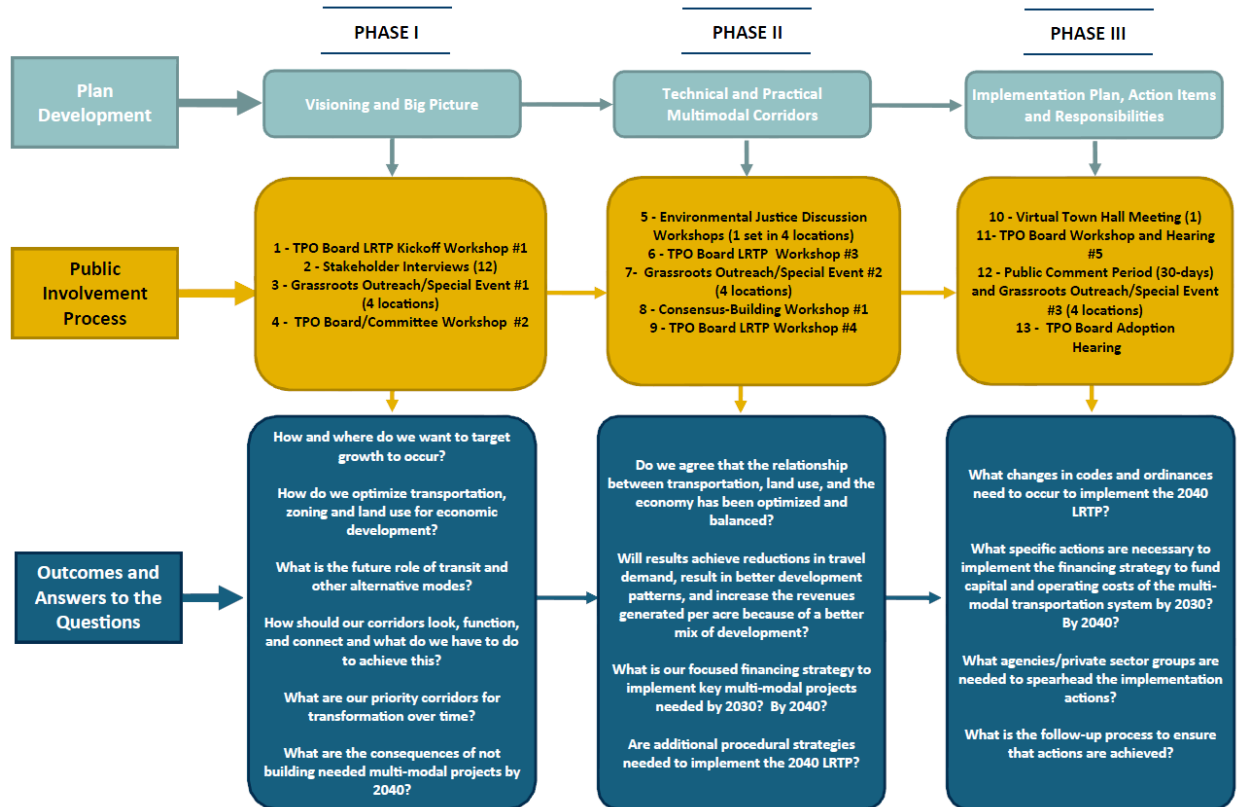 PHASE I
PHASE II
PHASE III
Plan
Development
Visioning and Big Picture
Technical and Practical
Multimodal Corridors
Implementation Plan, Action Items
and Responsibilities
Public
Involvement
Process
1 - TPO Board LRTP Kickoff Workshop #1
2 - Stakeholder Interviews (12)
3 - Grassroots Outreach/Special Event #1
(4 locations)
4 -  TPO Board/Committee Workshop  #2
5 - Environmental Justice Discussion
Workshops (1 set in 4 locations)
6 - TPO Board LRTP  Workshop #3
7-  Grassroots Outreach/Special Event #2
(4 locations)
8 - Consensus-Building Workshop #1
9 - TPO Board LRTP Workshop #4
10 - Virtual Town Hall Meeting (1)
11- TPO Board Workshop and Hearing
#5
12 - Public Comment Period (30-days)
and Grassroots Outreach/Special Event
#3 (4 locations)
13 -  TPO Board Adoption
Hearing
Outcomes and
Answers to the
Questions
How and where do we want to target
growth to occur?
How do we optimize transportation,
zoning and land use for economic
development?
What is the future role of transit and
other alternative modes?
How should our corridors look, function,
and connect and what do we have to do
to achieve this?
What are our priority corridors for
transformation over time?
What are the consequences of not
building needed multi-modal projects by
2040?
Do we agree that the relationship
between transportation, land use, and the
economy has been optimized and
balanced?
Will results achieve reductions in travel
demand, result in better development
patterns, and increase the revenues
generated per acre because of a better
mix of development?
What is our focused financing strategy to
implement key multi-modal projects
needed by 2030?  By 2040?
Are additional procedural strategies
needed to implement the 2040 LRTP?
What changes in codes and ordinances
need to occur to implement the 2040
LRTP?
What specific actions are necessary to
implement the financing strategy to fund
capital and operating costs of the multi-
modal transportation system by 2030?
By 2040?
What agencies/private sector groups are
needed to spearhead the implementation
actions?
What is the follow-up process to ensure
that actions are achieved?